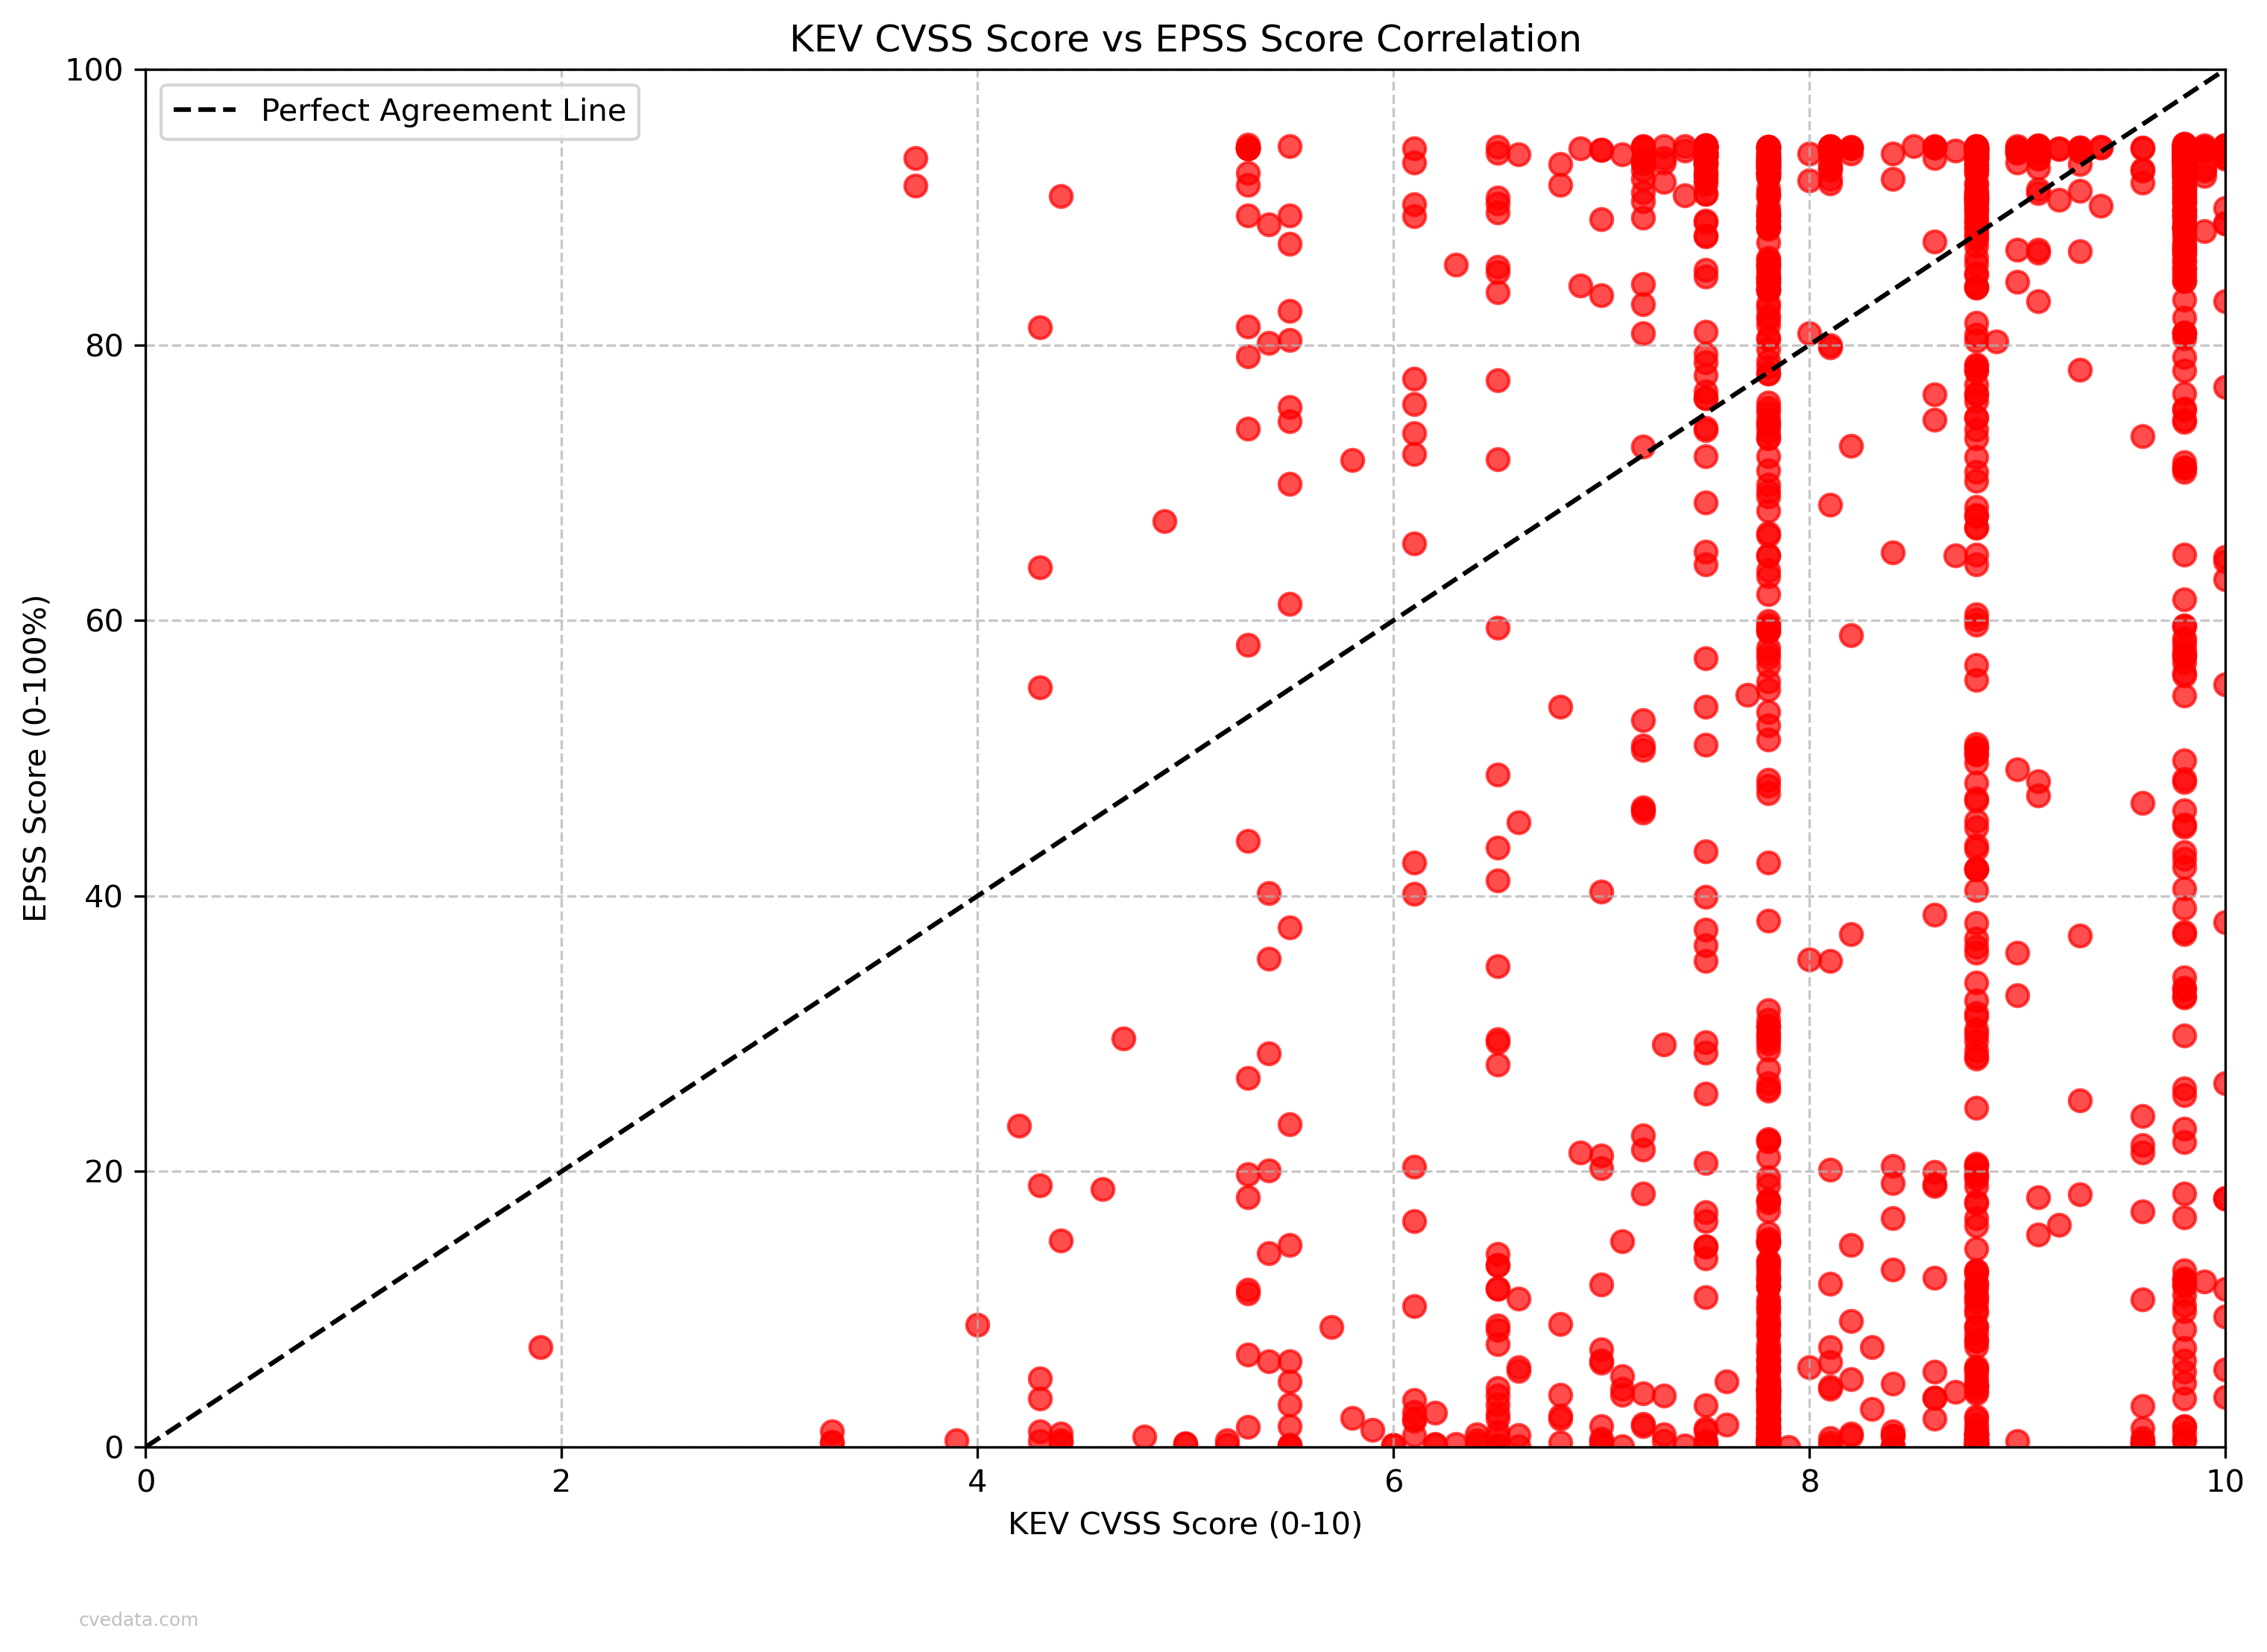 KEV CVSS Score vs EPSS Score Correlation
Perfect Agreement Line
EPSS Score (0-100%)
100
80
60
40
20
0
0 2 4 6 8 10
KEV CVSS Score (0-10)
cvedata.com